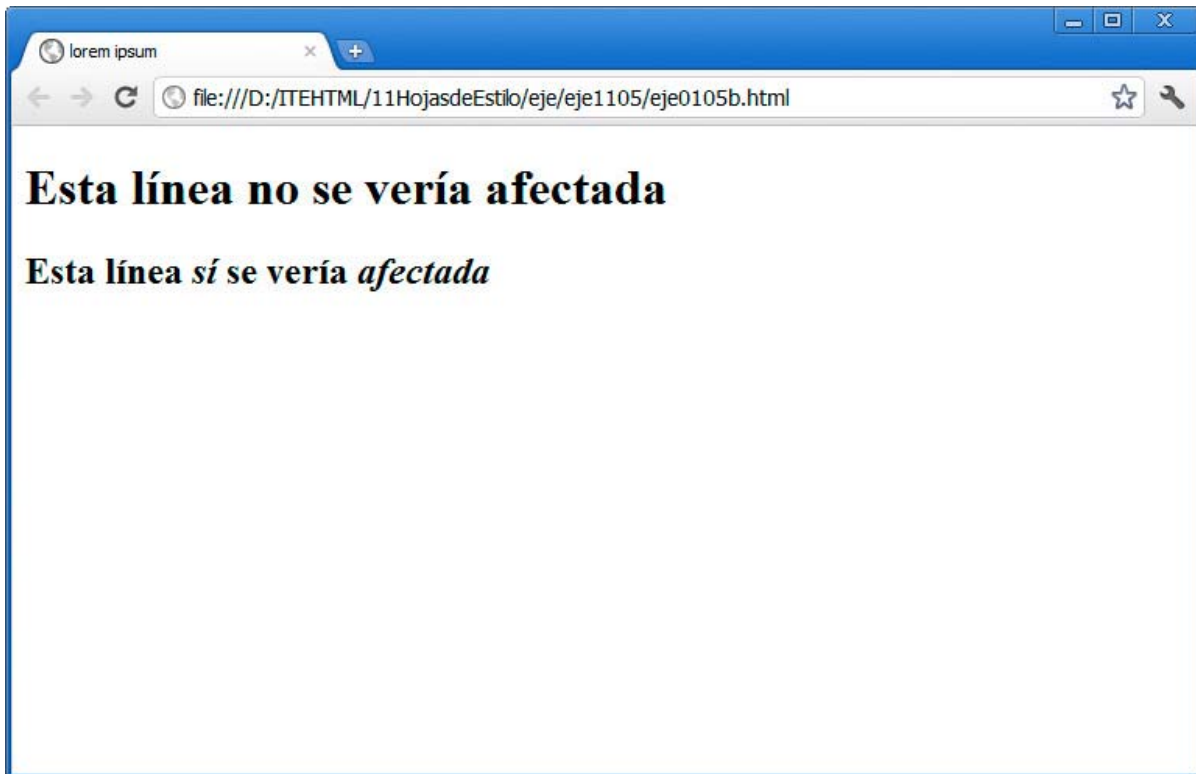 lorem ipsum
file:///D:/ITEHTML/11HojasdeEstilo/eje/eje1105/eje0105b.html
Esta línea no se vería afectada
Esta línea sí se vería afectada